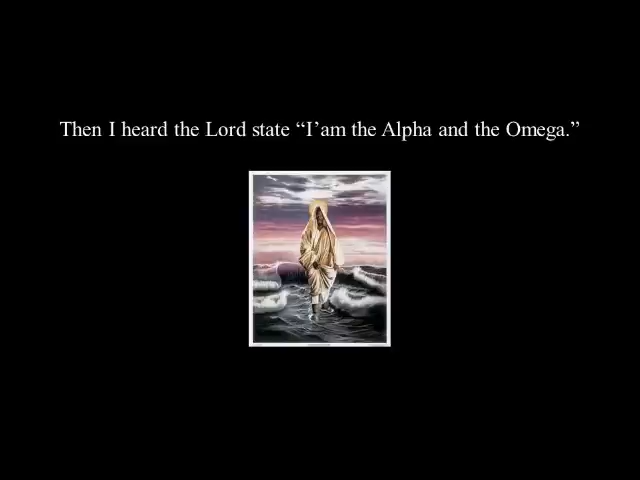 Then I heard the Lord state “I’am the Alpha and the Omega.”